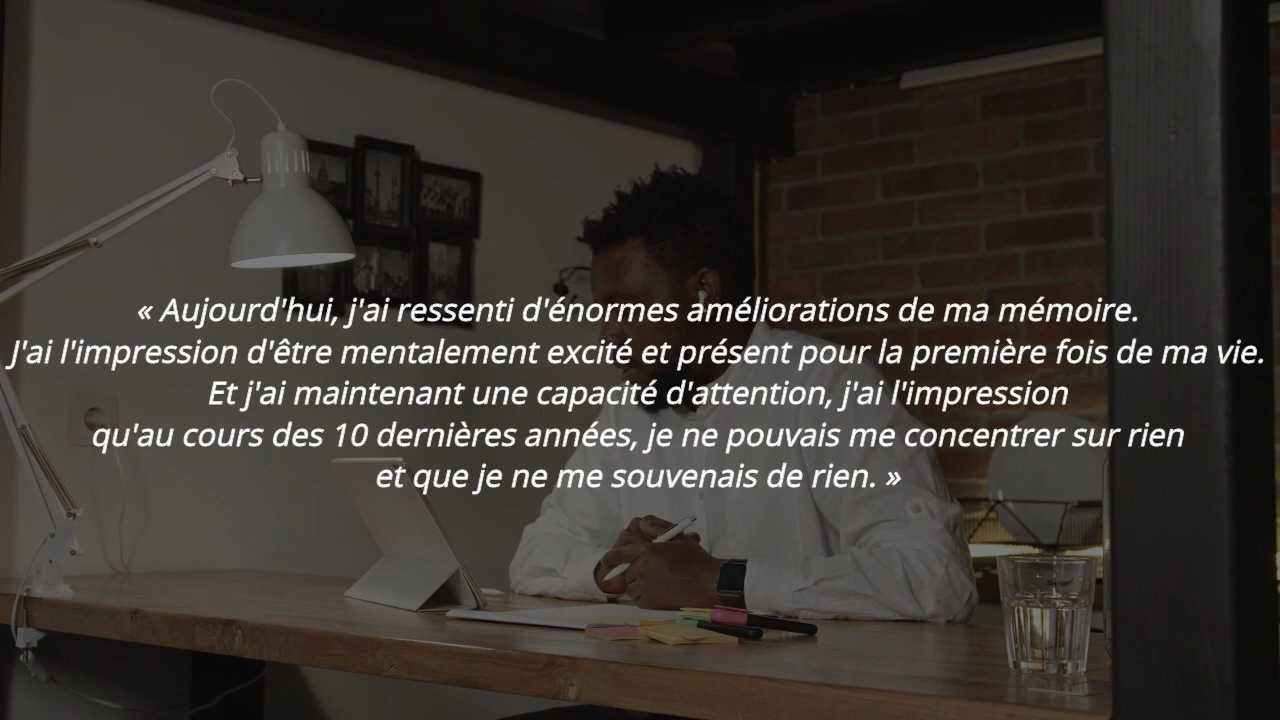 « Aujourd'hui, j'ai ressenti d'énormes améliorations de ma mémoire.
J'ai l'impression d'être mentalement excité et présent pour la première fois de ma vie.
Et j'ai maintenant une capacité d'attention, j'ai l'impression
qu'au cours des 10 dernières années, je ne pouvais me concentrer sur rien
et que je ne me souvenais de rien. »